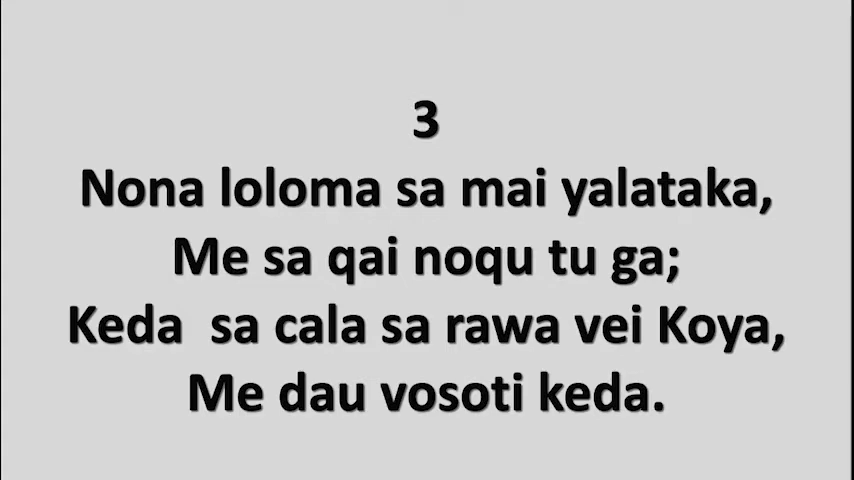 3
Nona loloma sa mai yalataka,
Me sa qai noqu tu ga;
Keda  sa cala sa rawa vei Koya,
Me dau vosoti keda.